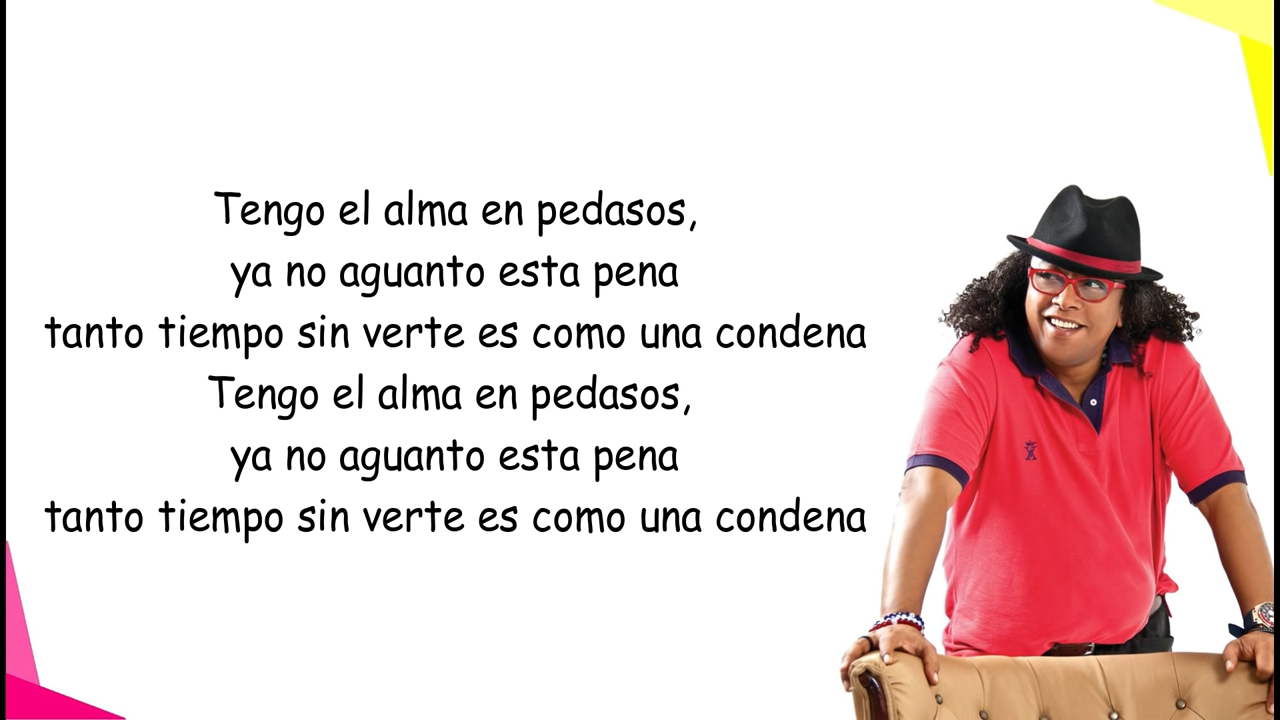 Tengo el alma en pedasos,
ya no aguanto esta pena
tanto tiempo sin verte es como una condena
Tengo el alma en pedasos,
ya no aguanto esta pena
tanto tiempo sin verte es como una condena